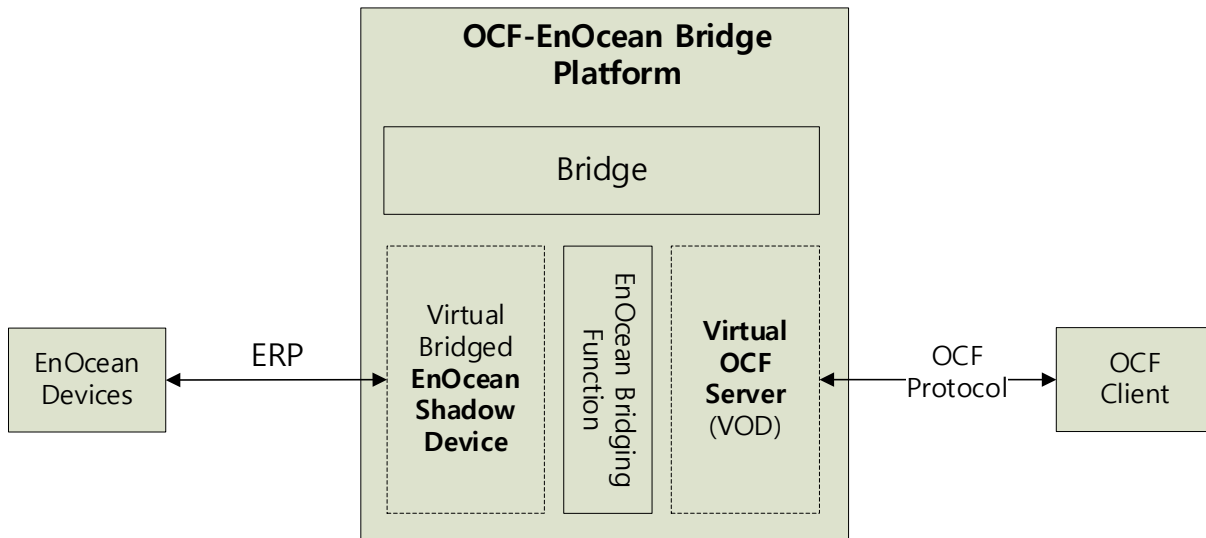 OCF-EnOcean Bridge
Platform
Bridge
EnOcean
Devices
ERP
Virtual
Bridged
EnOcean
Shadow
Device
EnOcean Bridging
Function
Virtual
OCF
Server
(VOD)
OCF
Protocol
OCF
Client